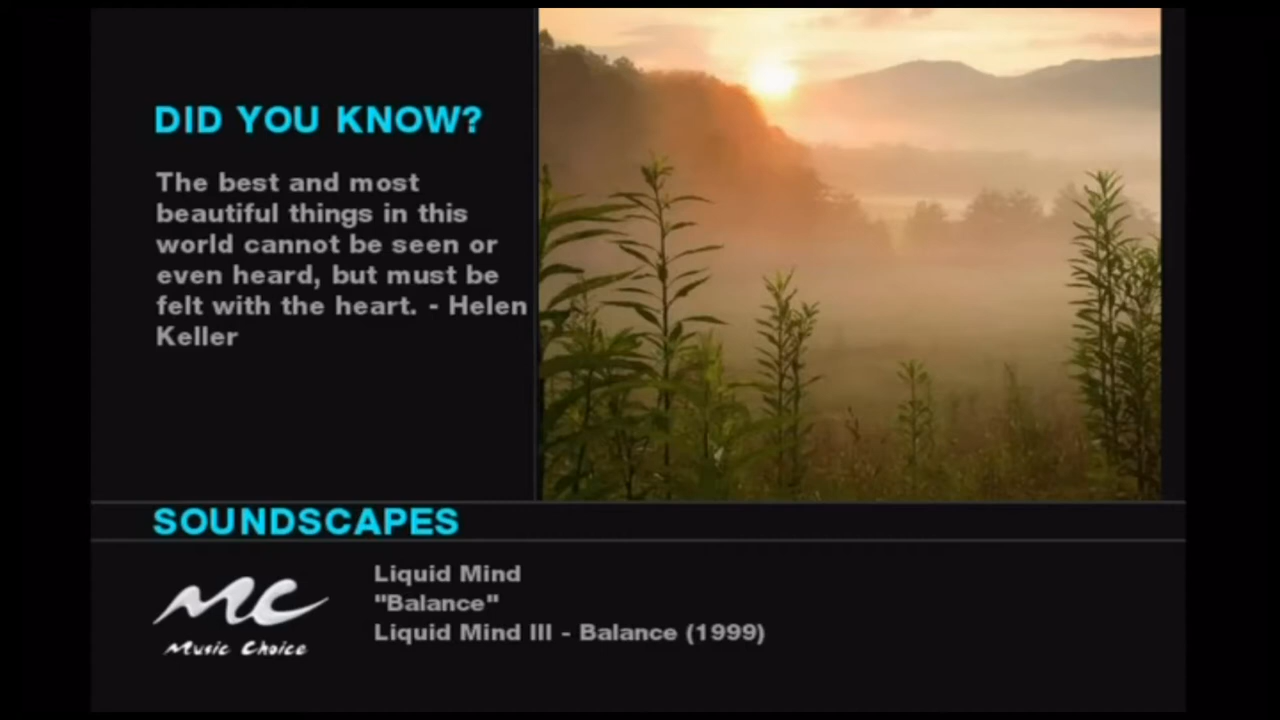 DID YOU KNOW?
The best and most
beautiful things in this
world cannot be seen or
even heard, but must be
felt with the heart. - Helen
Keller
SOUNDSCAPES
MC
Music Choice
Liquid Mind
"Balance"
Liquid Mind III - Balance (1999)